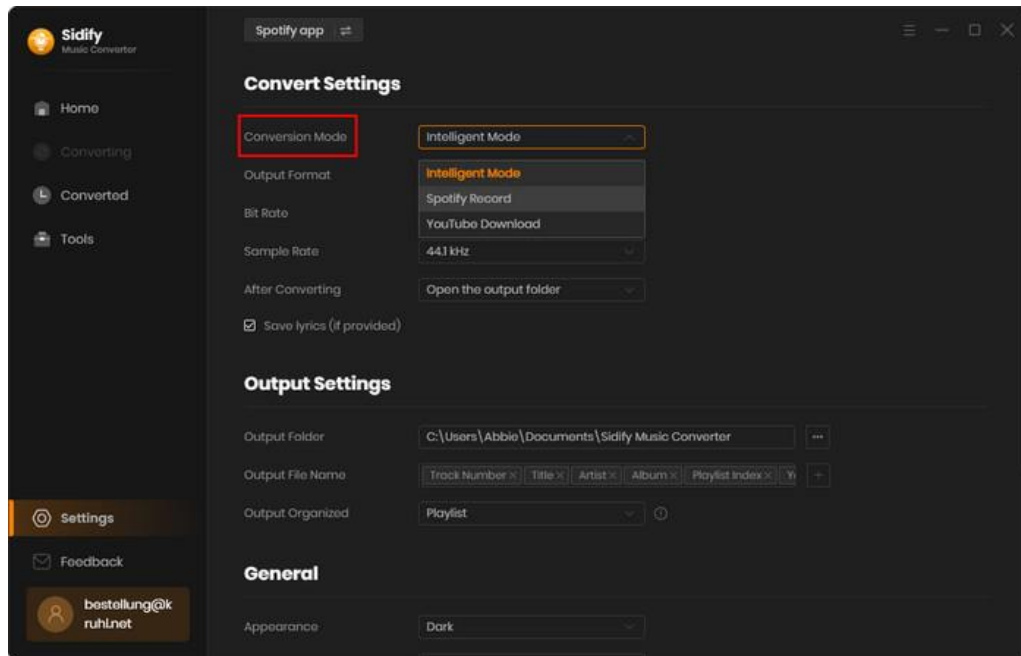 Sidify
Music Converter
Spotify app
Home
Converting
Converted
Tools
Settings
Feedback
bestellung@k
ruhl.net
Convert Settings
Conversion Mode
Intelligent Mode
Output Format
Intelligent Mode
Spotify Record
Bit Rate
YouTube Download
Sample Rate
44.1 kHz
After Converting
Open the output folder
Save lyrics (if provided)
Output Settings
Output Folder
C:\Users\Abbie\Documents\Sidify Music Converter
...
Output File Name
Track Number× Title× Artist× Album× Playlist Index× +
Output Organized
Playlist
General
Appearance
Dark